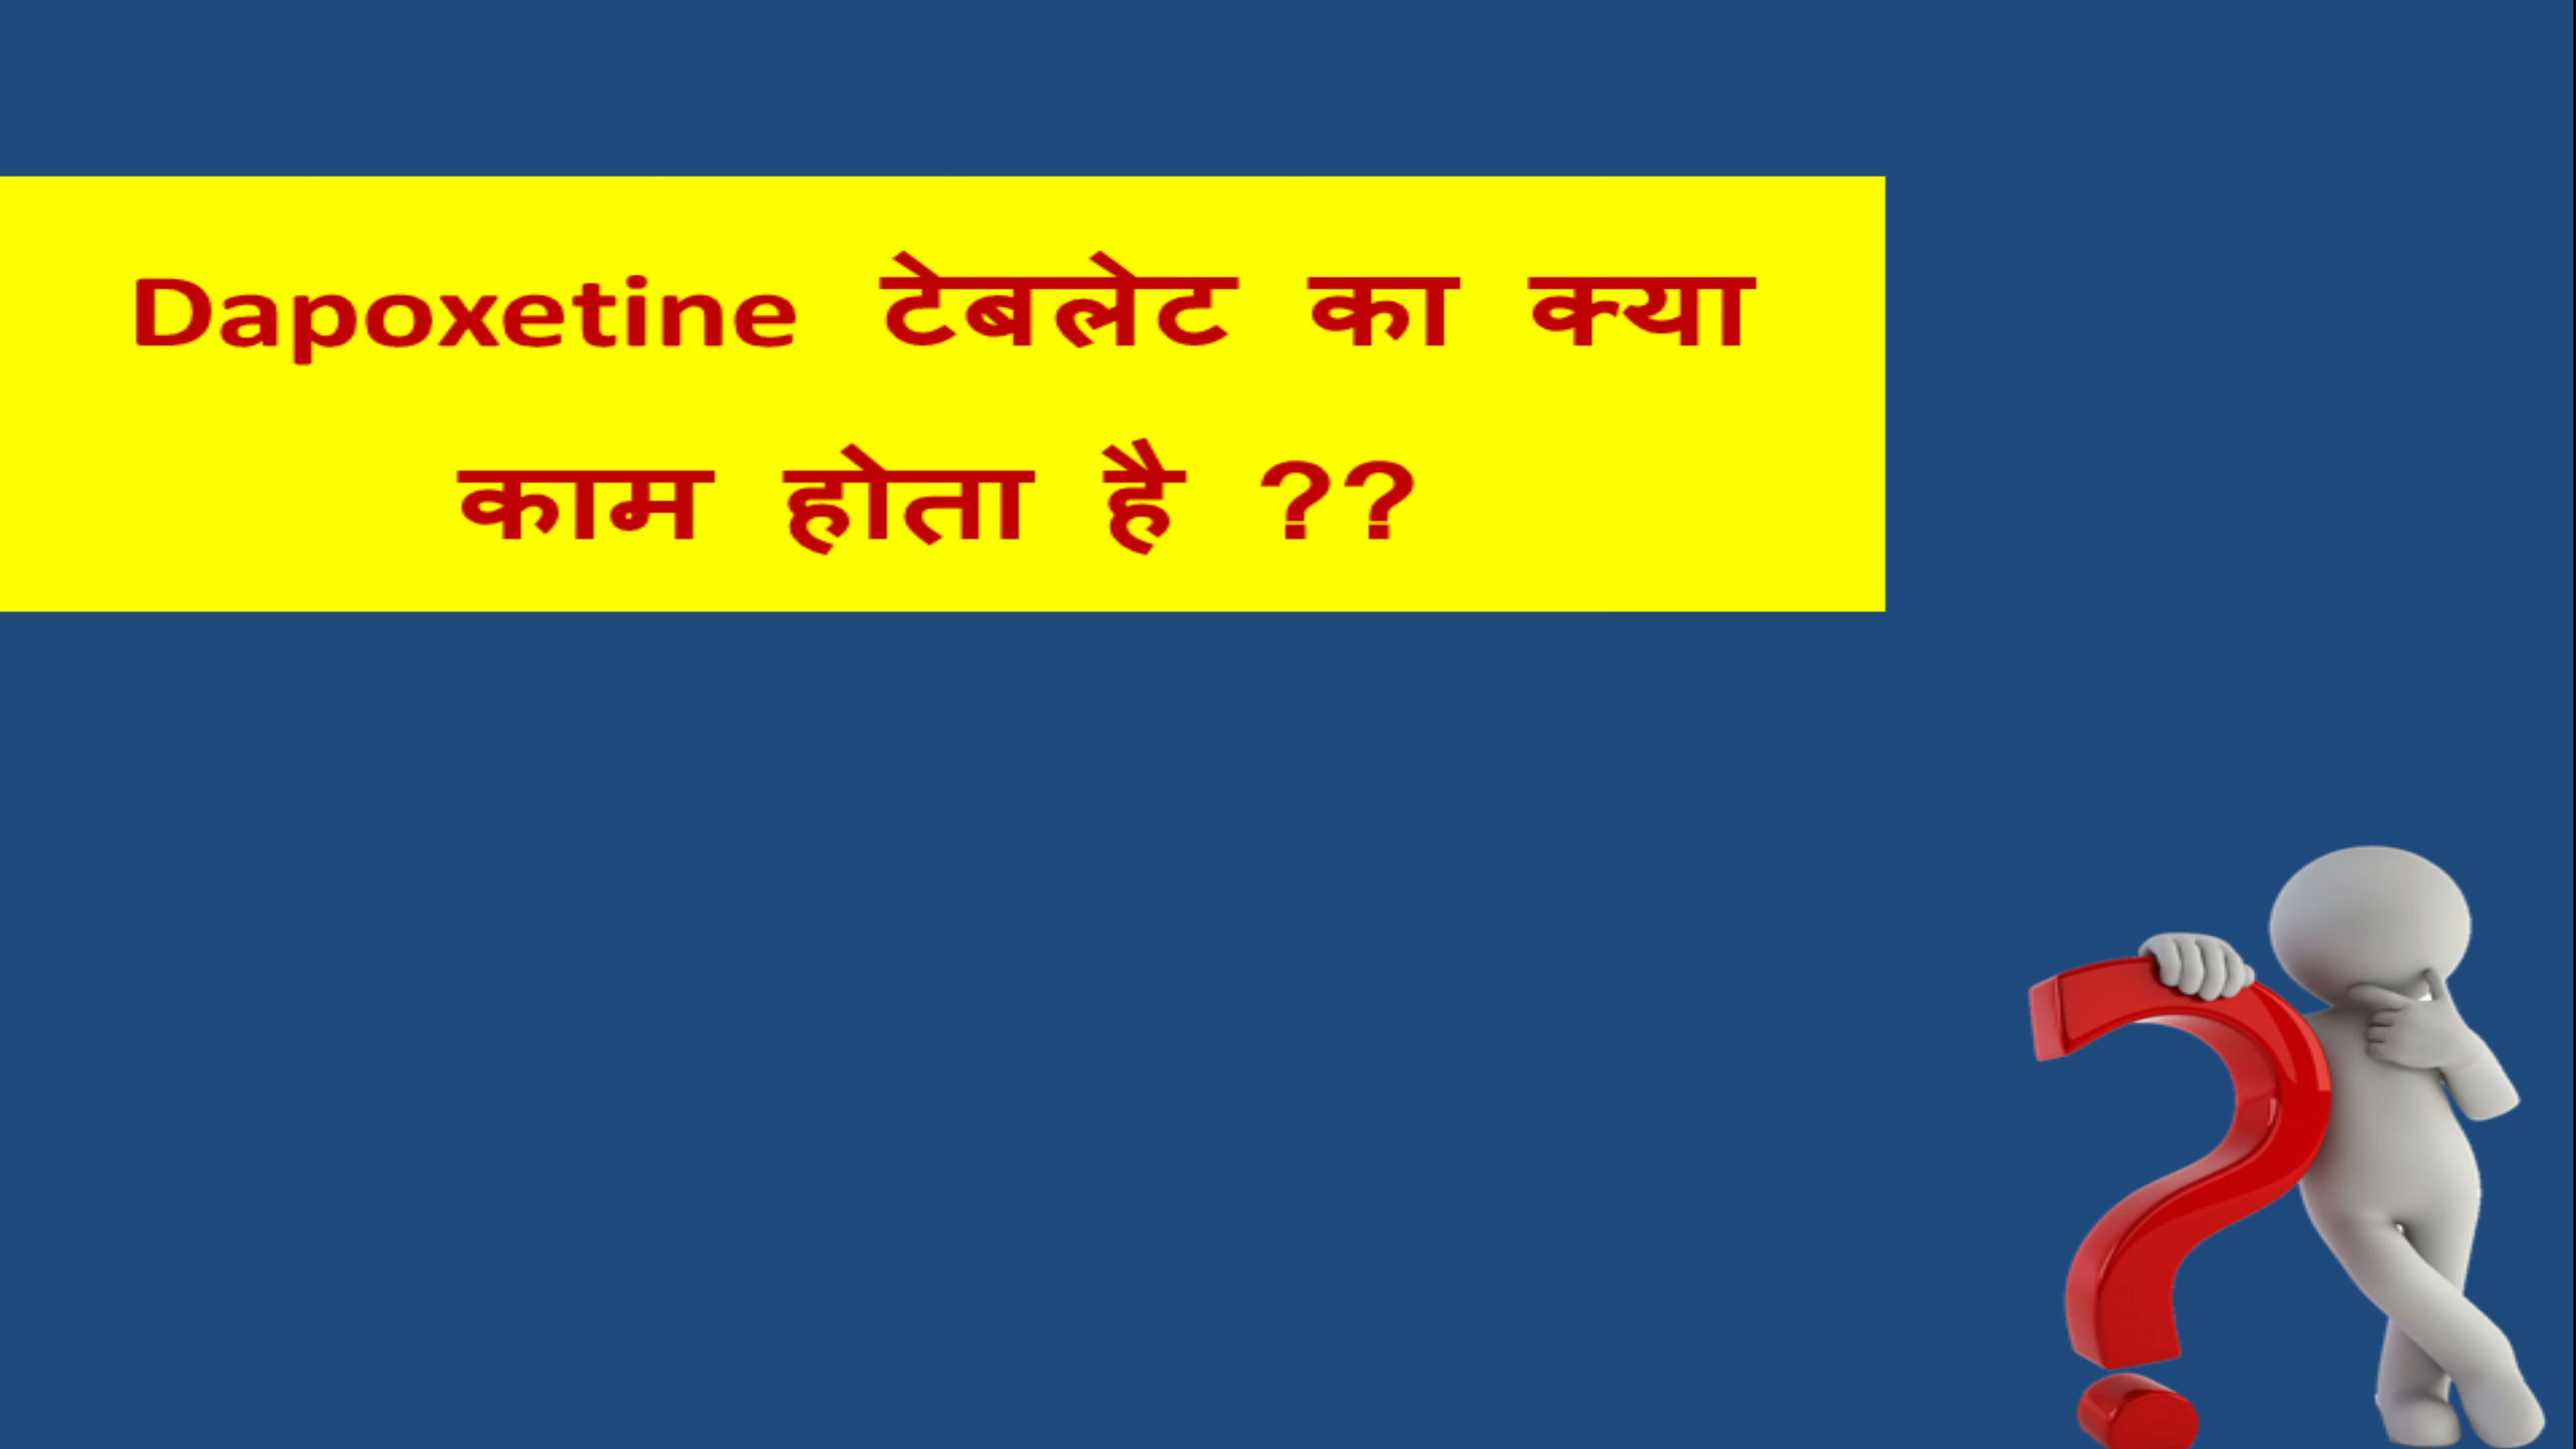 Dapoxetine टेबलेट का क्या
काम होता है ??